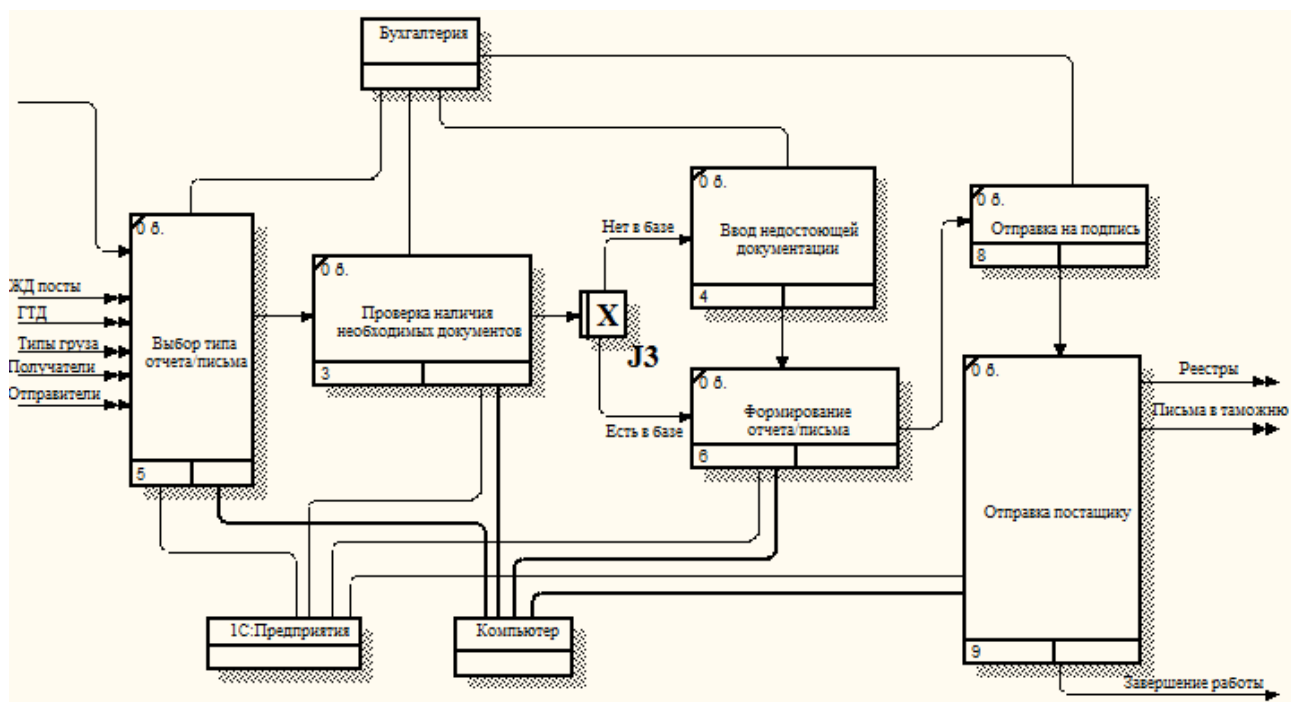 Бухгалтерия
0 в.
Выбор типа
отчета/письма
5
ЖД посты
ГТД
Типы груза
Получатели
Отправители
0 в.
Проверка наличия
необходимых документов
3
X
J3
Нет в базе
Есть в базе
0 в.
Ввод недостоющей
документации
4
0 в.
Формирование
отчета/письма
6
0 в.
Отправка на подпись
8
0 в.
Отправка постащику
9
Реестры
Письма в таможню
Завершение работы
1С:Предприятия
Компьютер